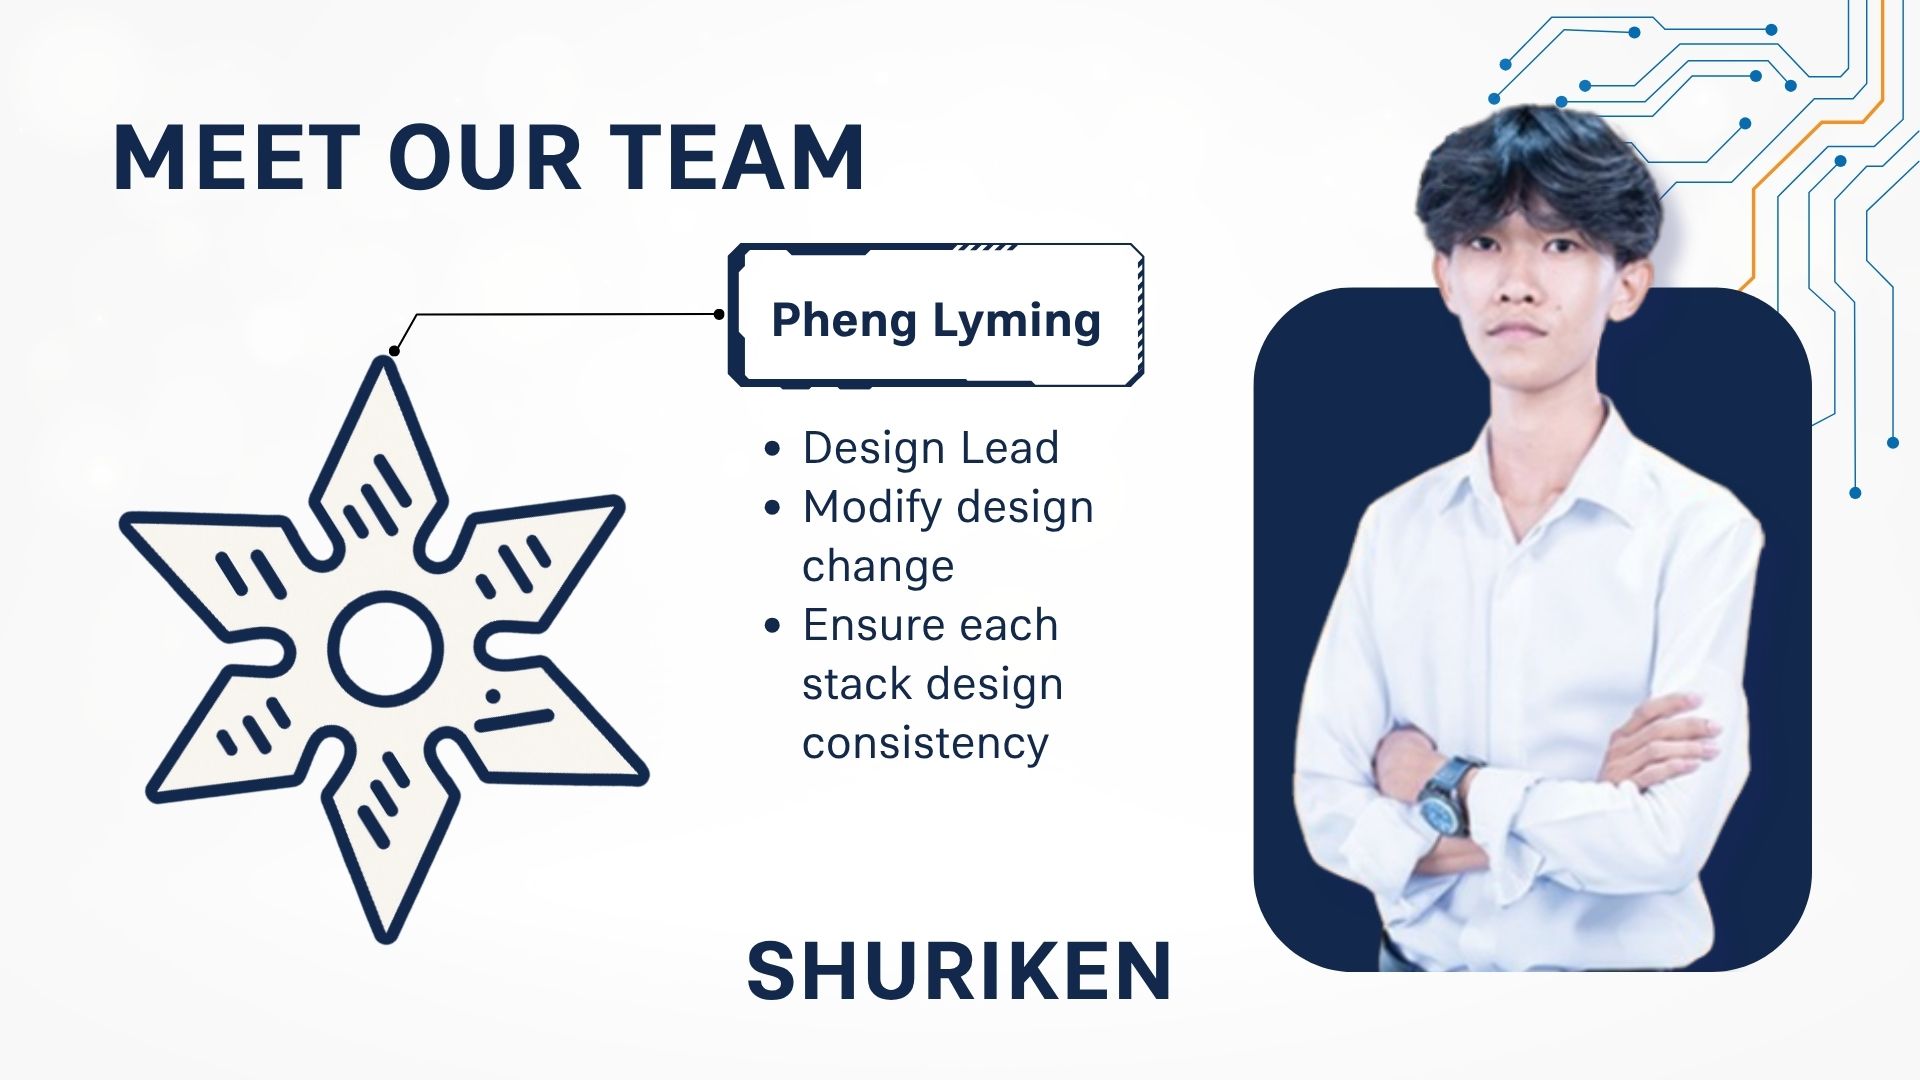 MEET OUR TEAM
Pheng Lyming
• Design Lead
• Modify design
change
• Ensure each
stack design
consistency
SHURIKEN